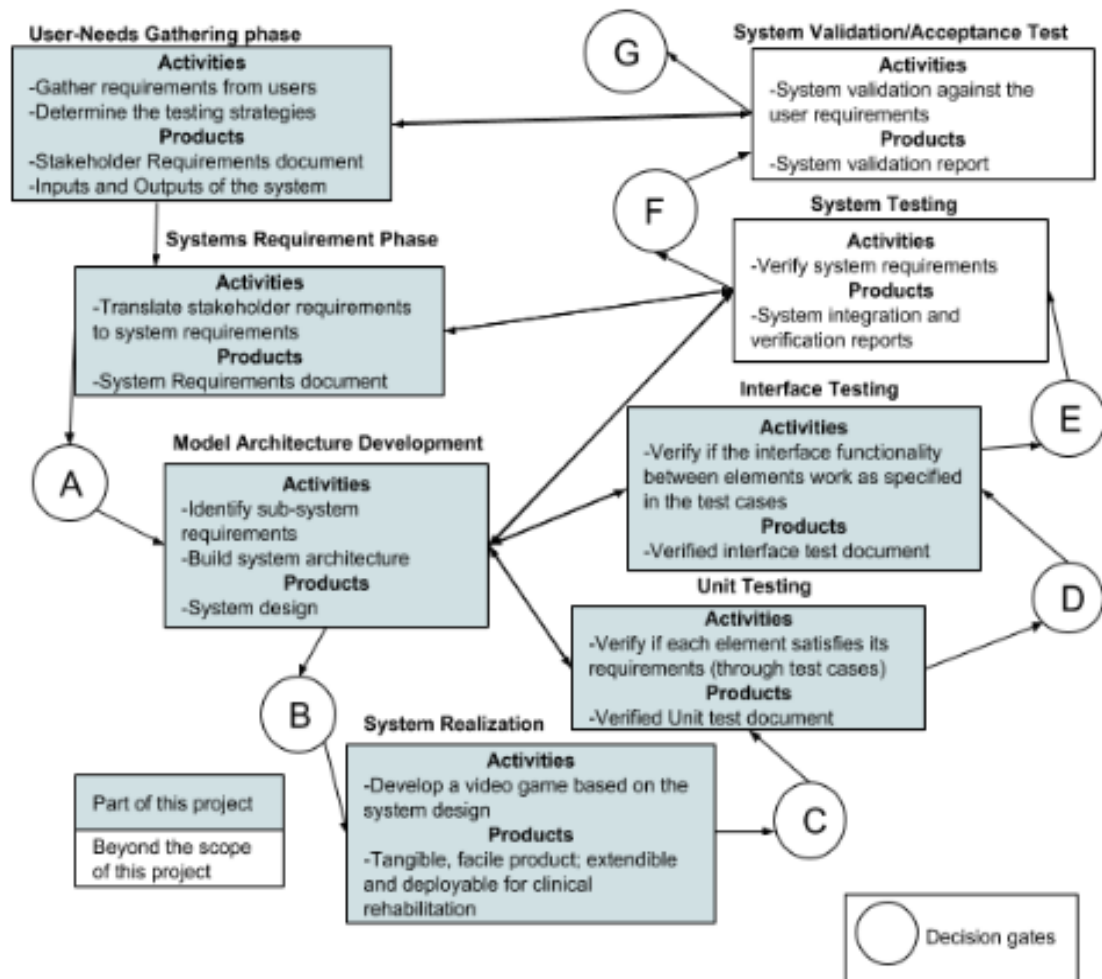 User-Needs Gathering phase
Activities
-Gather requirements from users
-Determine the testing strategies
Products
-Stakeholder Requirements document
-Inputs and Outputs of the system
G
System Validation/Acceptance Test
Activities
-System validation against the
user requirements
Products
-System validation report
F
System Testing
Activities
-Verify system requirements
Products
-System integration and
verification reports
Systems Requirement Phase
Activities
-Translate stakeholder requirements
to system requirements
Products
-System Requirements document
E
Interface Testing
Activities
-Verify if the interface functionality
between elements work as specified
in the test cases
Products
-Verified interface test document
A
Model Architecture Development
Activities
-Identify sub-system
requirements
-Build system architecture
Products
-System design
D
Unit Testing
Activities
-Verify if each element satisfies its
requirements (through test cases)
Products
-Verified Unit test document
B
System Realization
Activities
-Develop a video game based on the
system design
Products
-Tangible, facile product; extendible
and deployable for clinical
rehabilitation
C
Part of this project
Beyond the scope
of this project
Decision gates